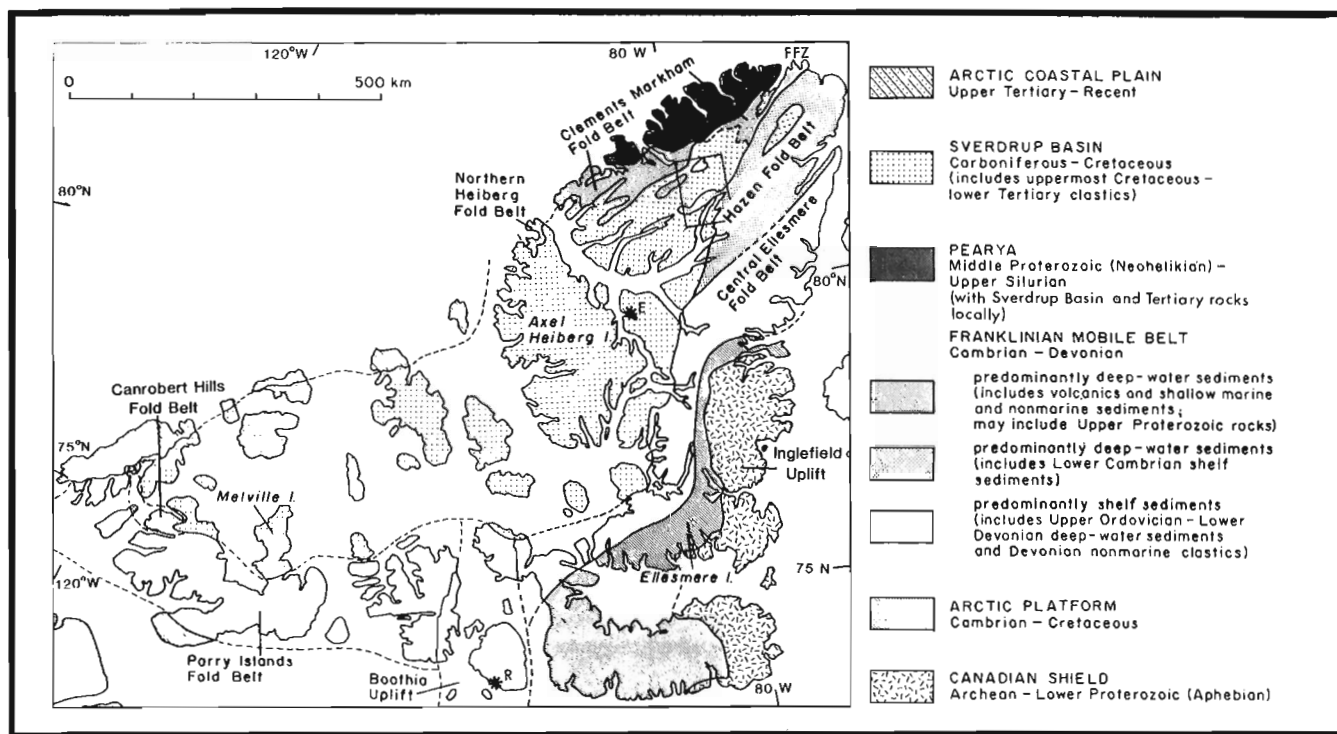 120°W
80 W
FFZ
0
500 km
Clements Markham
Fold Belt
80°N
Northern
Heiberg
Fold Belt
Hazen Fold Belt
Central Ellesmere
Fold Belt
80°N
E
Axel
Heiberg I.
Canrobert Hills
Fold Belt
75°N
Melville I.
Inglefield
Uplift
120°W
Ellesmere I.
75 N
Parry Islands
Fold Belt
Boothia
Uplift
R
80 W
ARCTIC COASTAL PLAIN
Upper Tertiary – Recent
SVERDRUP BASIN
Carboniferous – Cretaceous
(includes uppermost Cretaceous –
lower Tertiary clastics)
PEARYA
Middle Proterozoic (Neohelikian) –
Upper Silurian
(with Sverdrup Basin and Tertiary rocks
locally)
FRANKLINIAN MOBILE BELT
Cambrian – Devonian
predominantly deep-water sediments
(includes volcanics and shallow marine
and nonmarine sediments;
may include Upper Proterozoic rocks)
predominantly deep-water sediments
(includes Lower Cambrian shelf
sediments)
predominantly shelf sediments
(includes Upper Ordovician – Lower
Devonian deep-water sediments
and Devonian nonmarine clastics)
ARCTIC PLATFORM
Cambrian – Cretaceous
CANADIAN SHIELD
Archean – Lower Proterozoic (Aphebian)